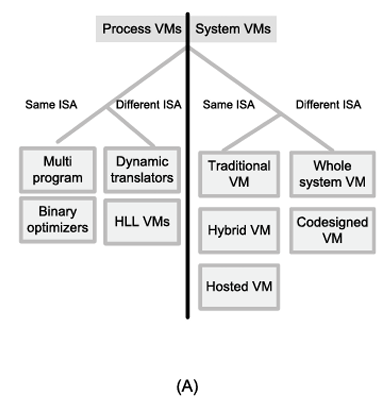 Process VMs
System VMs
Same ISA
Different ISA
Same ISA
Different ISA
Multi
program
Dynamic
translators
Traditional
VM
Whole
system VM
Binary
optimizers
HLL VMs
Hybrid VM
Codesigned
VM
Hosted VM
(A)